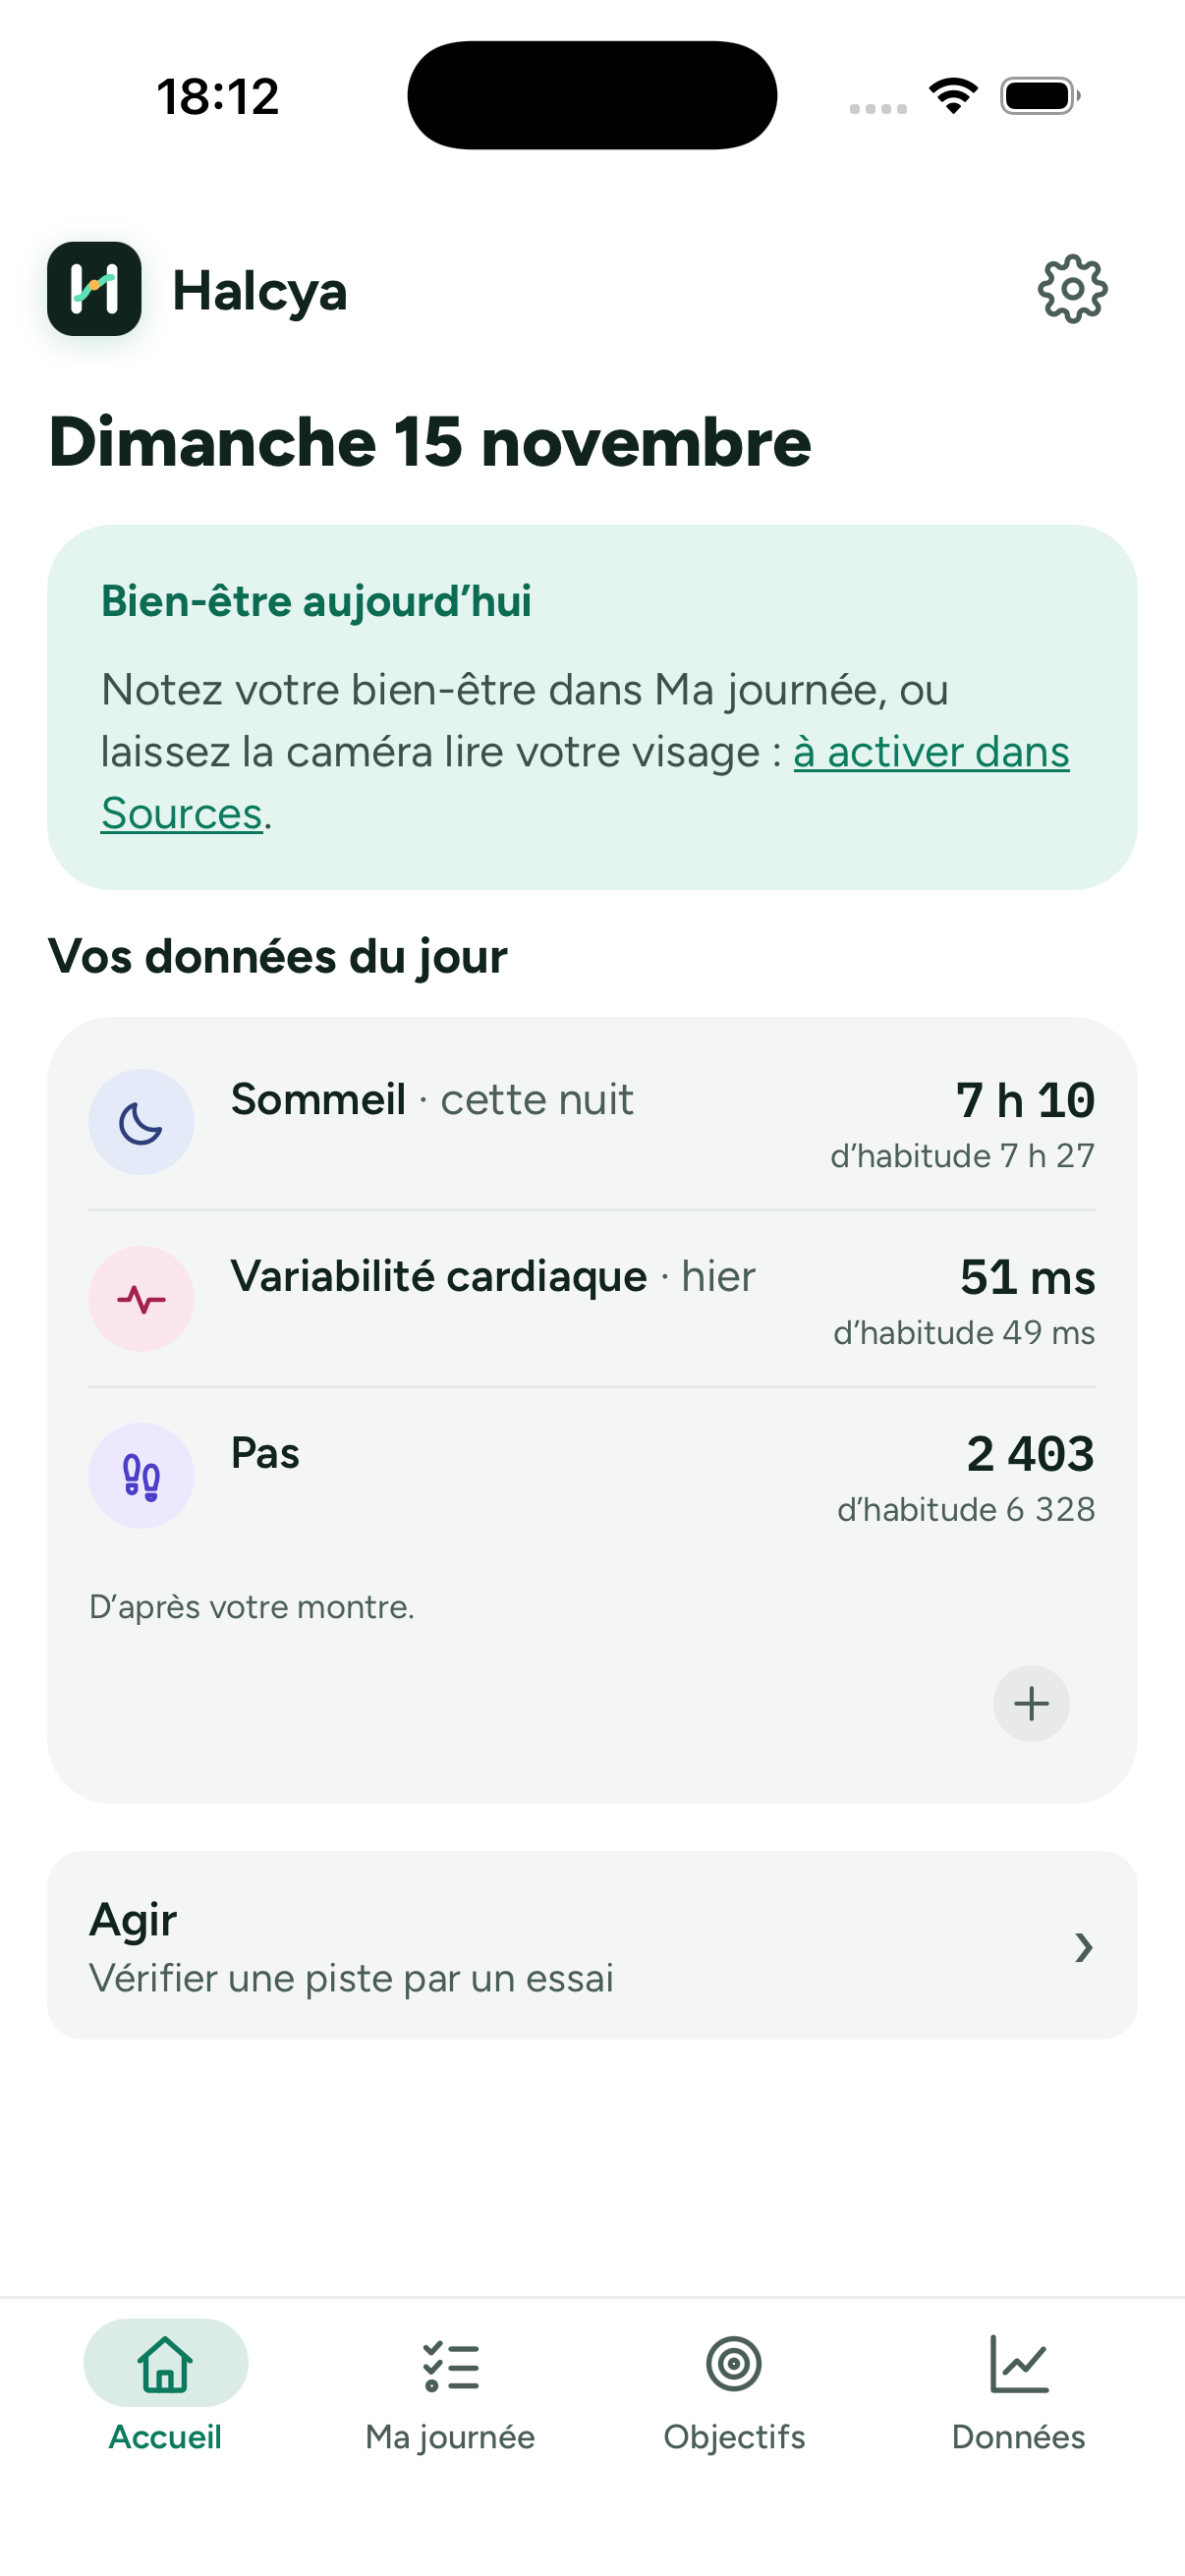 18:12
Halcya
Dimanche 15 novembre
Bien-être aujourd’hui
Notez votre bien-être dans Ma journée, ou
laissez la caméra lire votre visage : à activer dans
Sources.
Vos données du jour
Sommeil · cette nuit
7 h 10
d’habitude 7 h 27
Variabilité cardiaque · hier
51 ms
d’habitude 49 ms
Pas
2 403
d’habitude 6 328
D’après votre montre.
Agir
Vérifier une piste par un essai
Accueil
Ma journée
Objectifs
Données